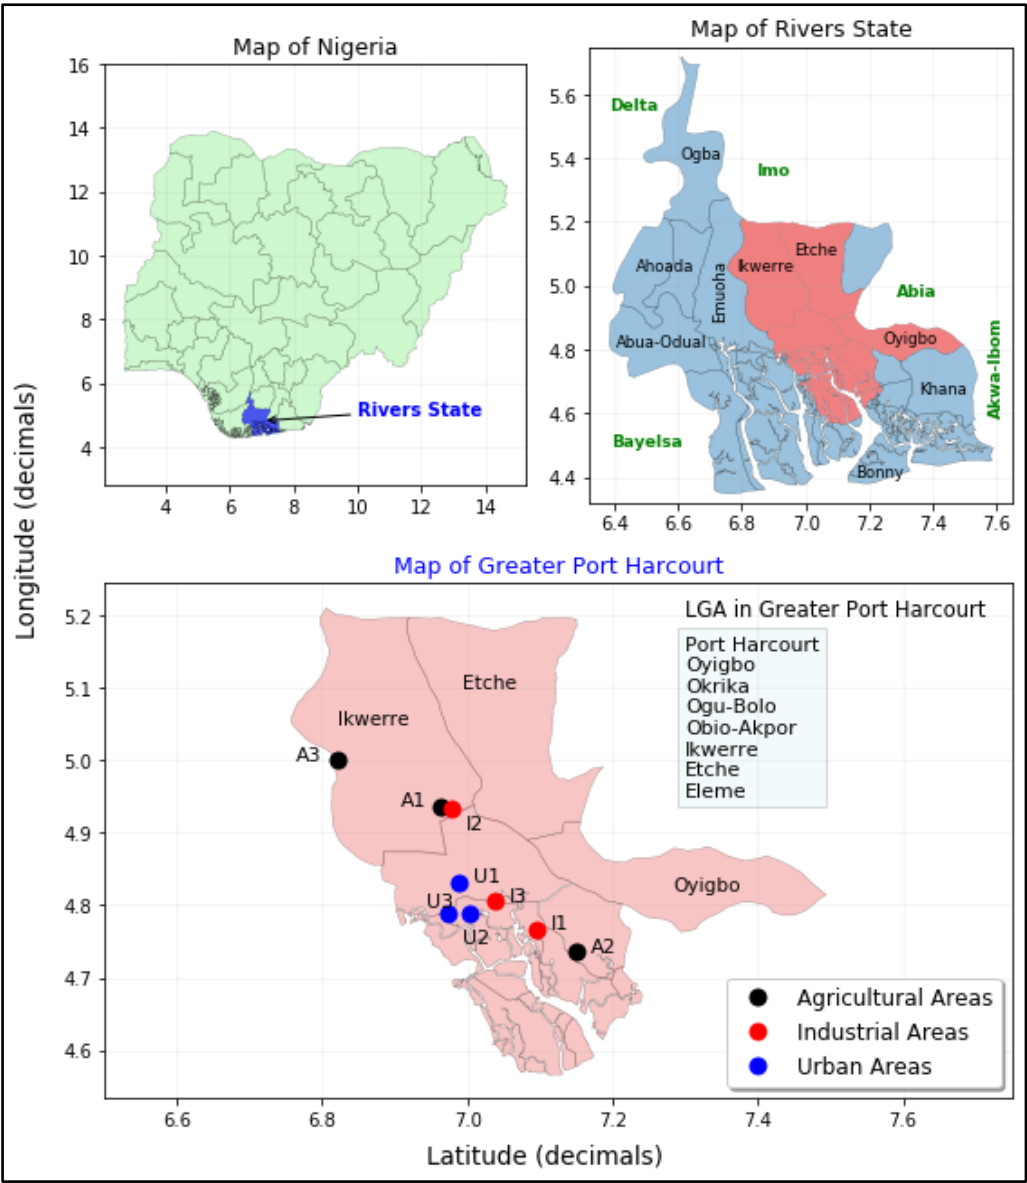 Map of Nigeria
16
14
12
10
8
6
4
Rivers State
4
6
8
10
12
14
Map of Rivers State
5.6
5.4
5.2
5.0
4.8
4.6
4.4
Delta
Ogba
Imo
Etche
Ahoada
Ikwerre
Emuoha
Abia
Abua-Odual
Oyigbo
Akwa-Ibom
Khana
Bayelsa
Bonny
6.4
6.6
6.8
7.0
7.2
7.4
7.6
Longitude (decimals)
Map of Greater Port Harcourt
5.2
5.1
5.0
4.9
4.8
4.7
4.6
LGA in Greater Port Harcourt
Port Harcourt
Oyigbo
Okrika
Ogu-Bolo
Obio-Akpor
Ikwerre
Etche
Eleme
Etche
Ikwerre
A3
A1
I2
U1
Oyigbo
U3
I3
I1
U2
A2
Agricultural Areas
Industrial Areas
Urban Areas
6.6
6.8
7.0
7.2
7.4
7.6
Latitude (decimals)